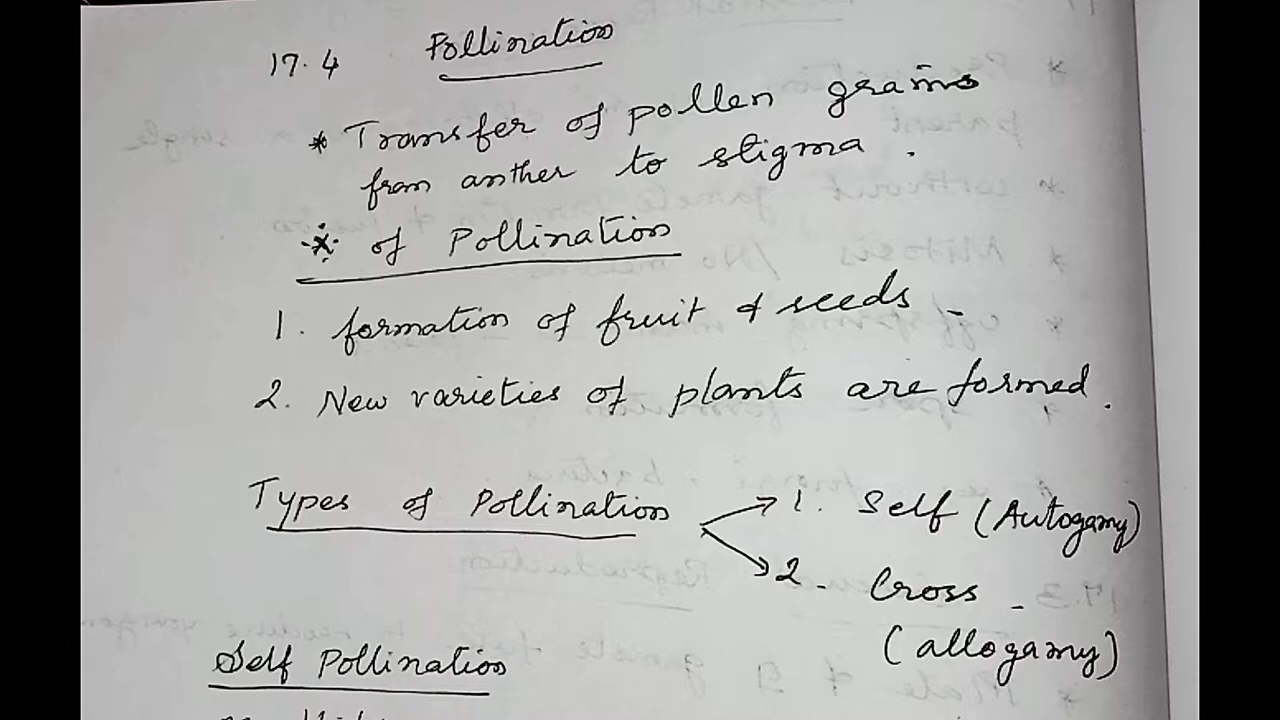 17.4 Pollination
* Transfer of pollen grains
from anther to stigma.
※ of Pollination
1. formation of fruit & seeds -
2. New varieties of plants are formed.
Types of Pollination → 1. Self (Autogamy)
→ 2. Cross -
(allogamy)
Self Pollination